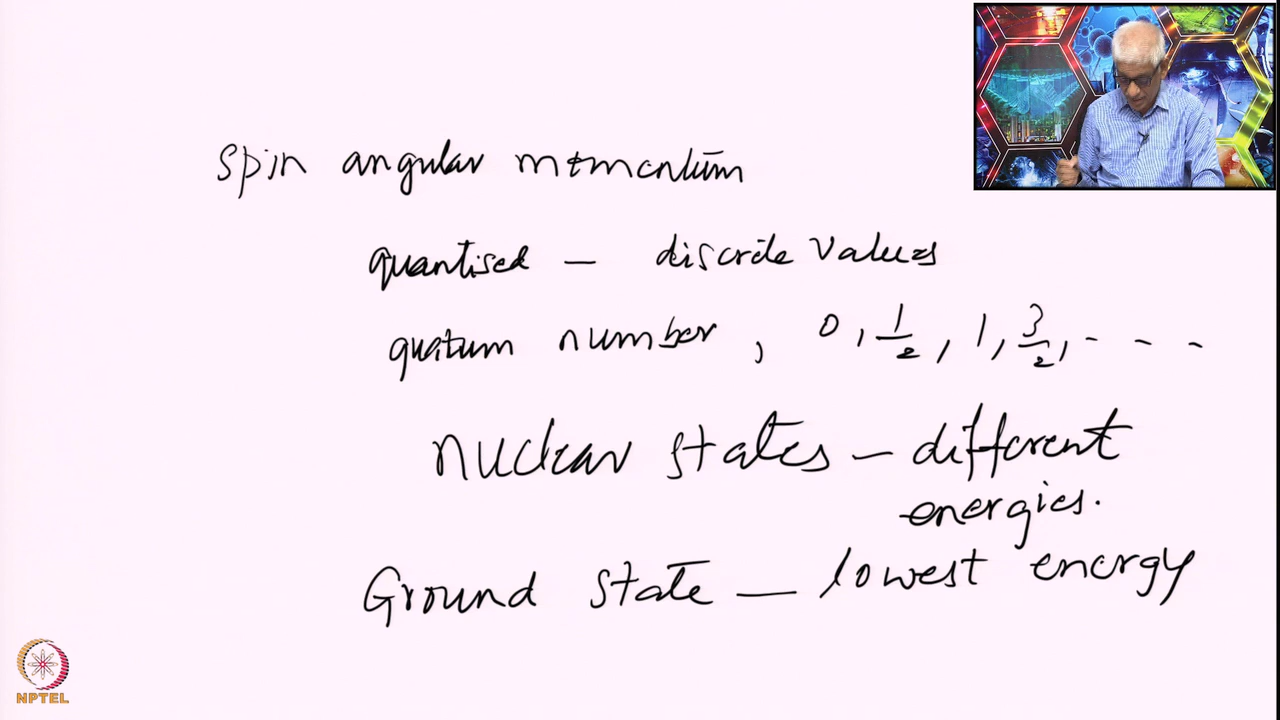 spin angular momentum
quantised — discrete values
quatum number , 0, 1/2, 1, 3/2, - - - -
nuclear states — different
energies.
Ground state — lowest energy
NPTEL